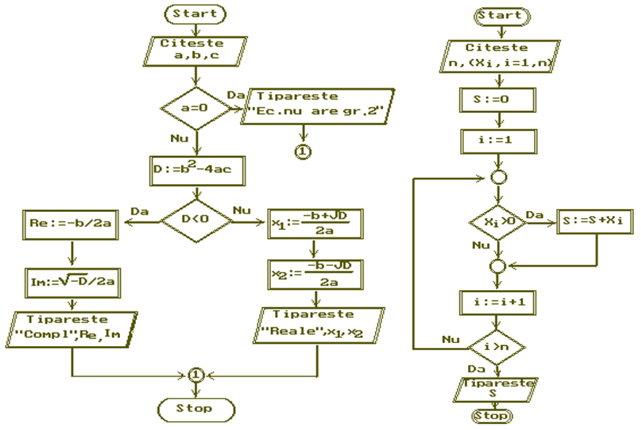 Start
Citeste
a,b,c
a=0
Da
Tipareste
"Ec.nu are gr,2"
Nu
1
D:=b²-4ac
D<0
Da
Nu
Re:=-b/2a
x₁:=-b+√D/2a
Im:=√-D/2a
x₂:=-b-√D/2a
Tipareste
"Compl",Re,Im
Tipareste
"Reale",x₁,x₂
1
Stop
Start
Citeste
n,(Xi,i=1,n)
S:=0
i:=1
Xi>0
Da
S:=S+Xi
Nu
i:=i+1
Nu
i>n
Da
Tipareste
S
Stop